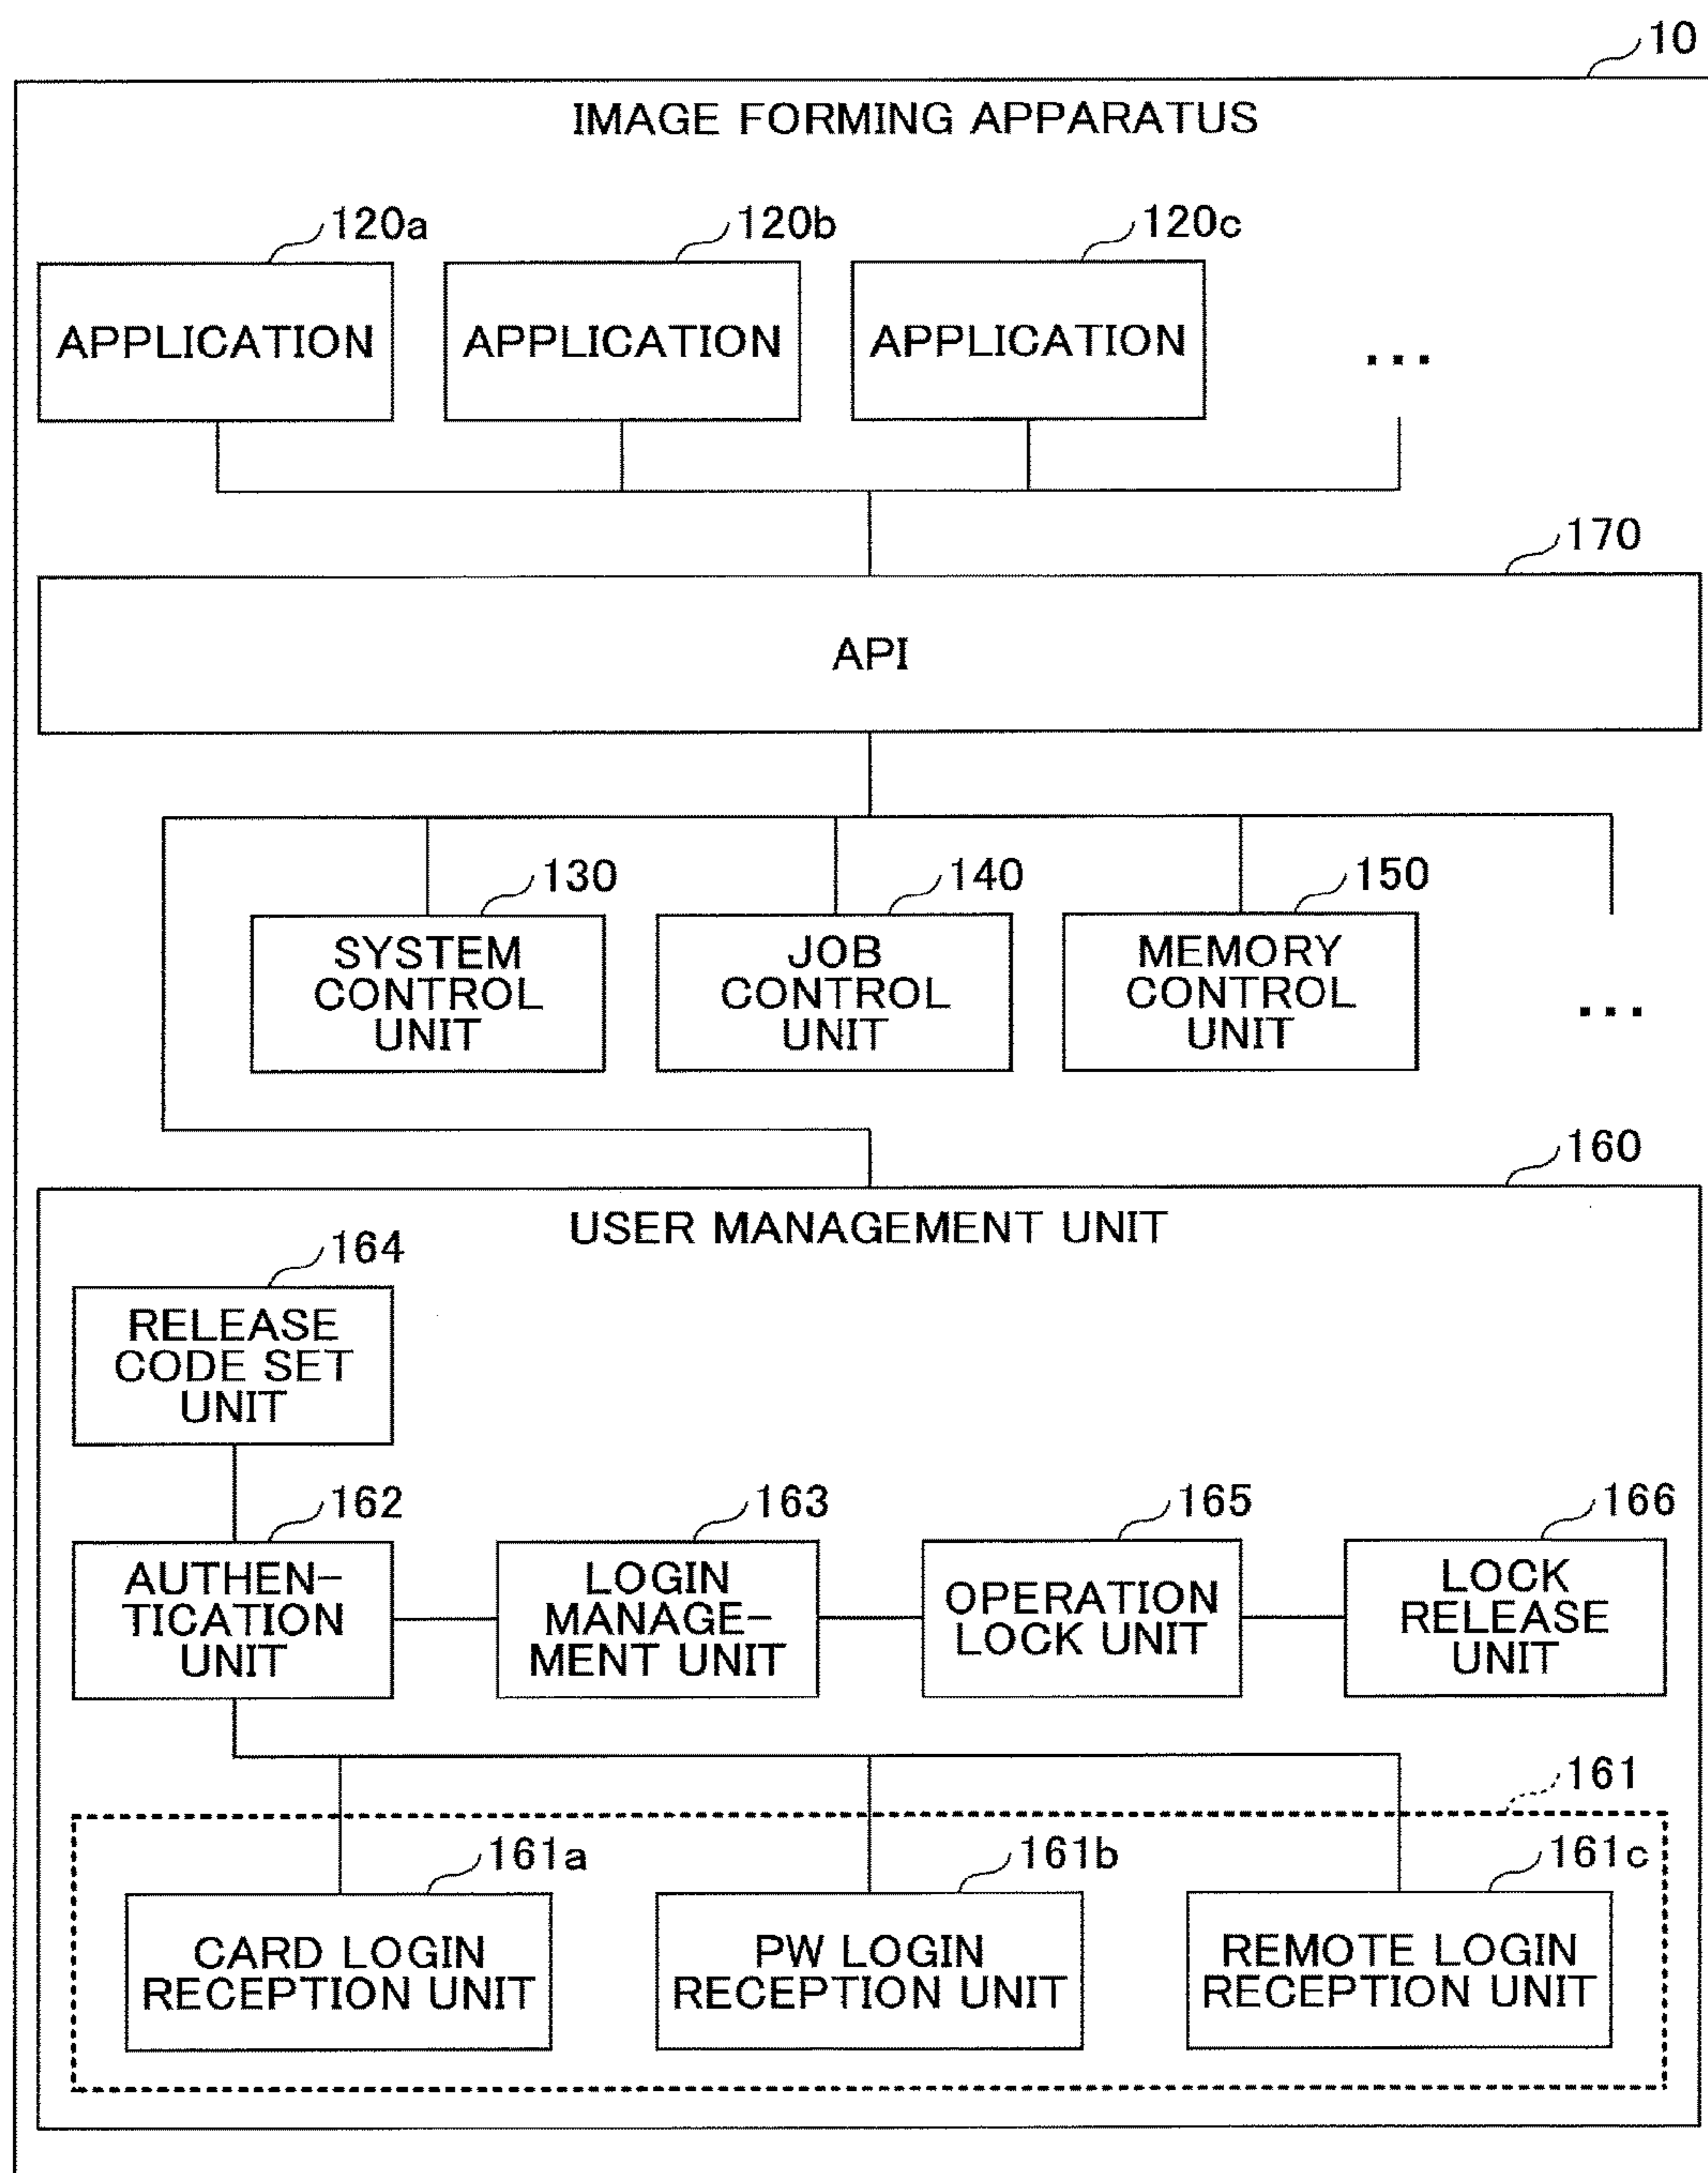 10
IMAGE FORMING APPARATUS
120a
120b
120c
APPLICATION
APPLICATION
APPLICATION
...
170
API
130
140
150
SYSTEM
CONTROL
UNIT
JOB
CONTROL
UNIT
MEMORY
CONTROL
UNIT
...
160
USER MANAGEMENT UNIT
164
RELEASE
CODE SET
UNIT
162
163
165
166
AUTHEN-
TICATION
UNIT
LOGIN
MANAGE-
MENT UNIT
OPERATION
LOCK UNIT
LOCK
RELEASE
UNIT
161
161a
161b
161c
CARD LOGIN
RECEPTION UNIT
PW LOGIN
RECEPTION UNIT
REMOTE LOGIN
RECEPTION UNIT